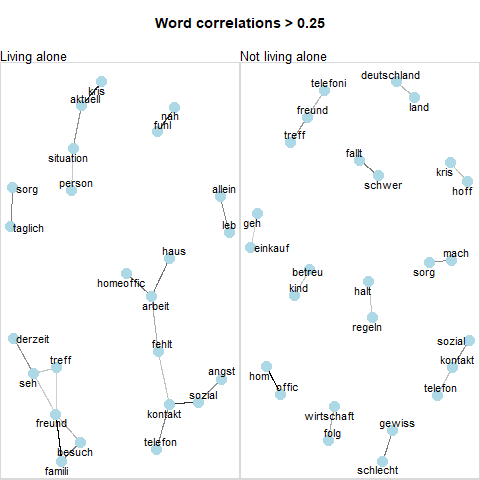 Word correlations > 0.25
Living alone
Not living alone
kris
aktuell
nah
fuhl
situation
person
sorg
taglich
allein
leb
haus
homeoffic
arbeit
derzeit
treff
seh
fehlt
angst
sozial
kontakt
freund
besuch
telefon
famili
telefoni
deutschland
land
freund
treff
fallt
schwer
kris
hoff
geh
einkauf
mach
sorg
betreu
kind
halt
regeln
sozial
kontakt
telefon
hom
offic
wirtschaft
folg
gewiss
schlecht